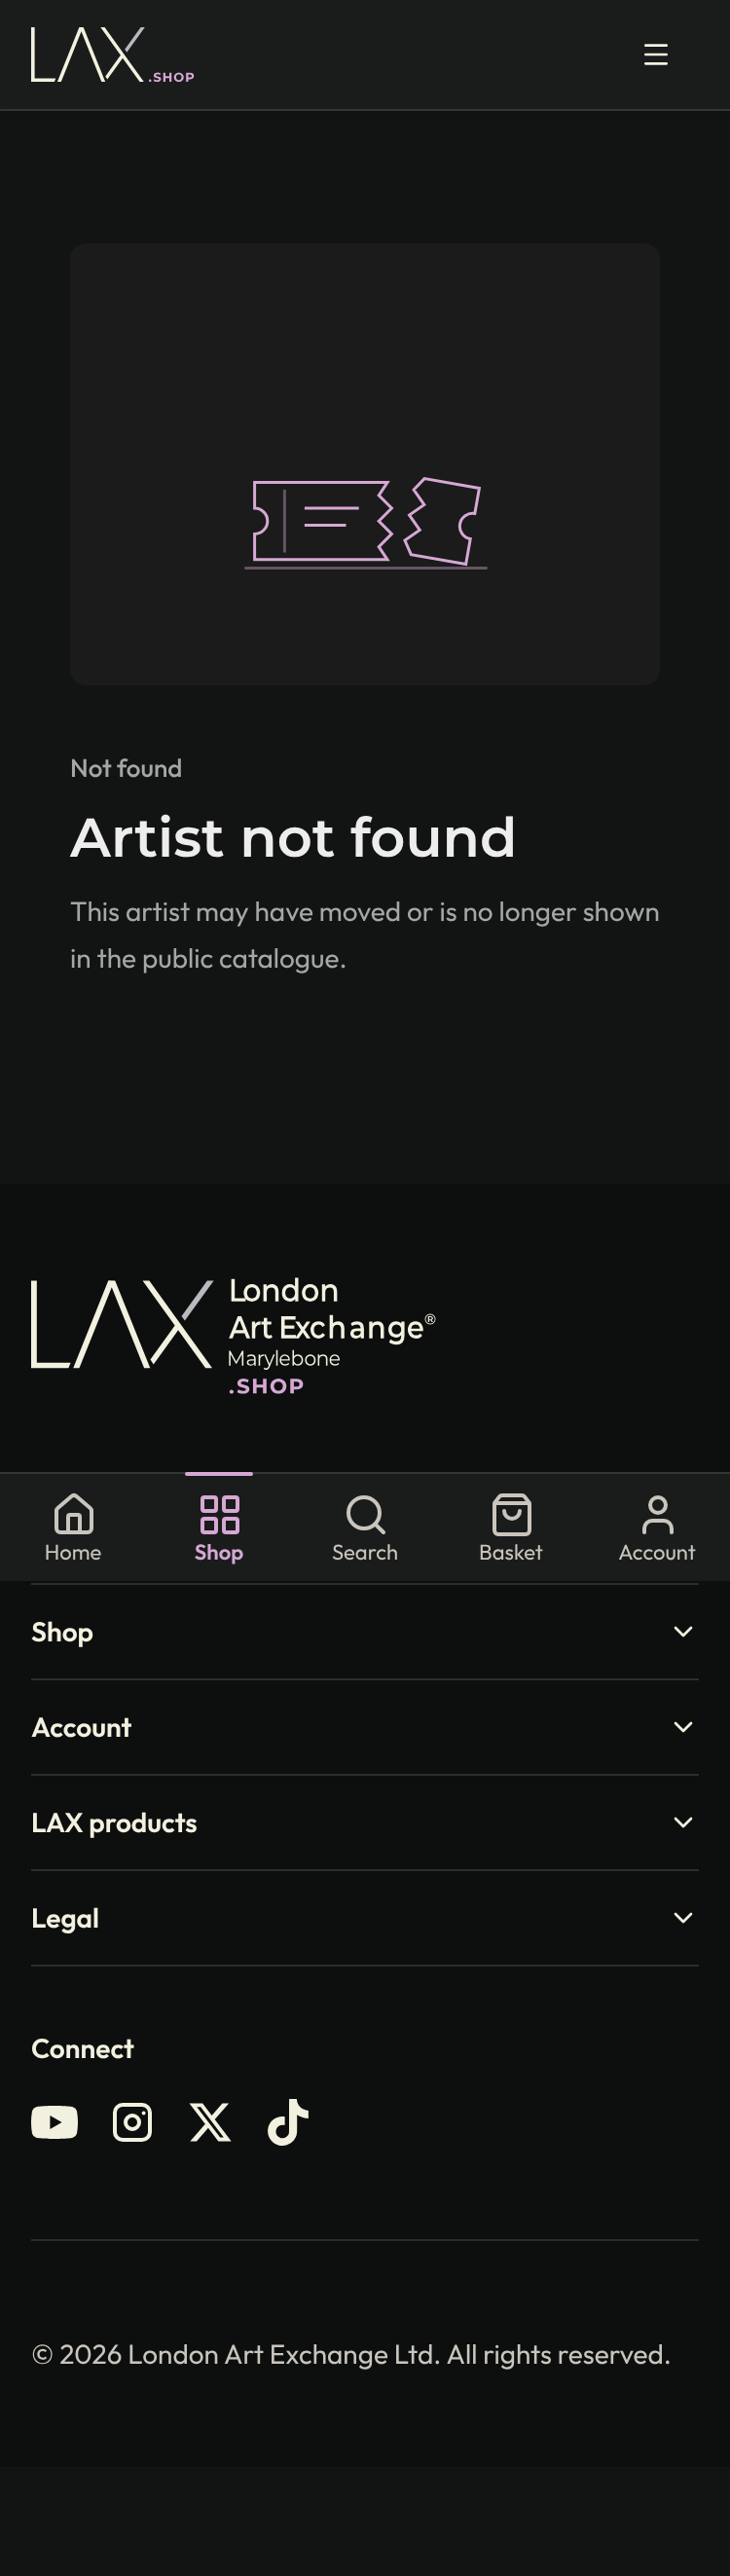 LAX .SHOP
Not found
Artist not found
This artist may have moved or is no longer shown
in the public catalogue.
LAX
London
Art Exchange®
Marylebone
.SHOP
Home Shop Search Basket Account
Shop
Account
LAX products
Legal
Connect
© 2026 London Art Exchange Ltd. All rights reserved.